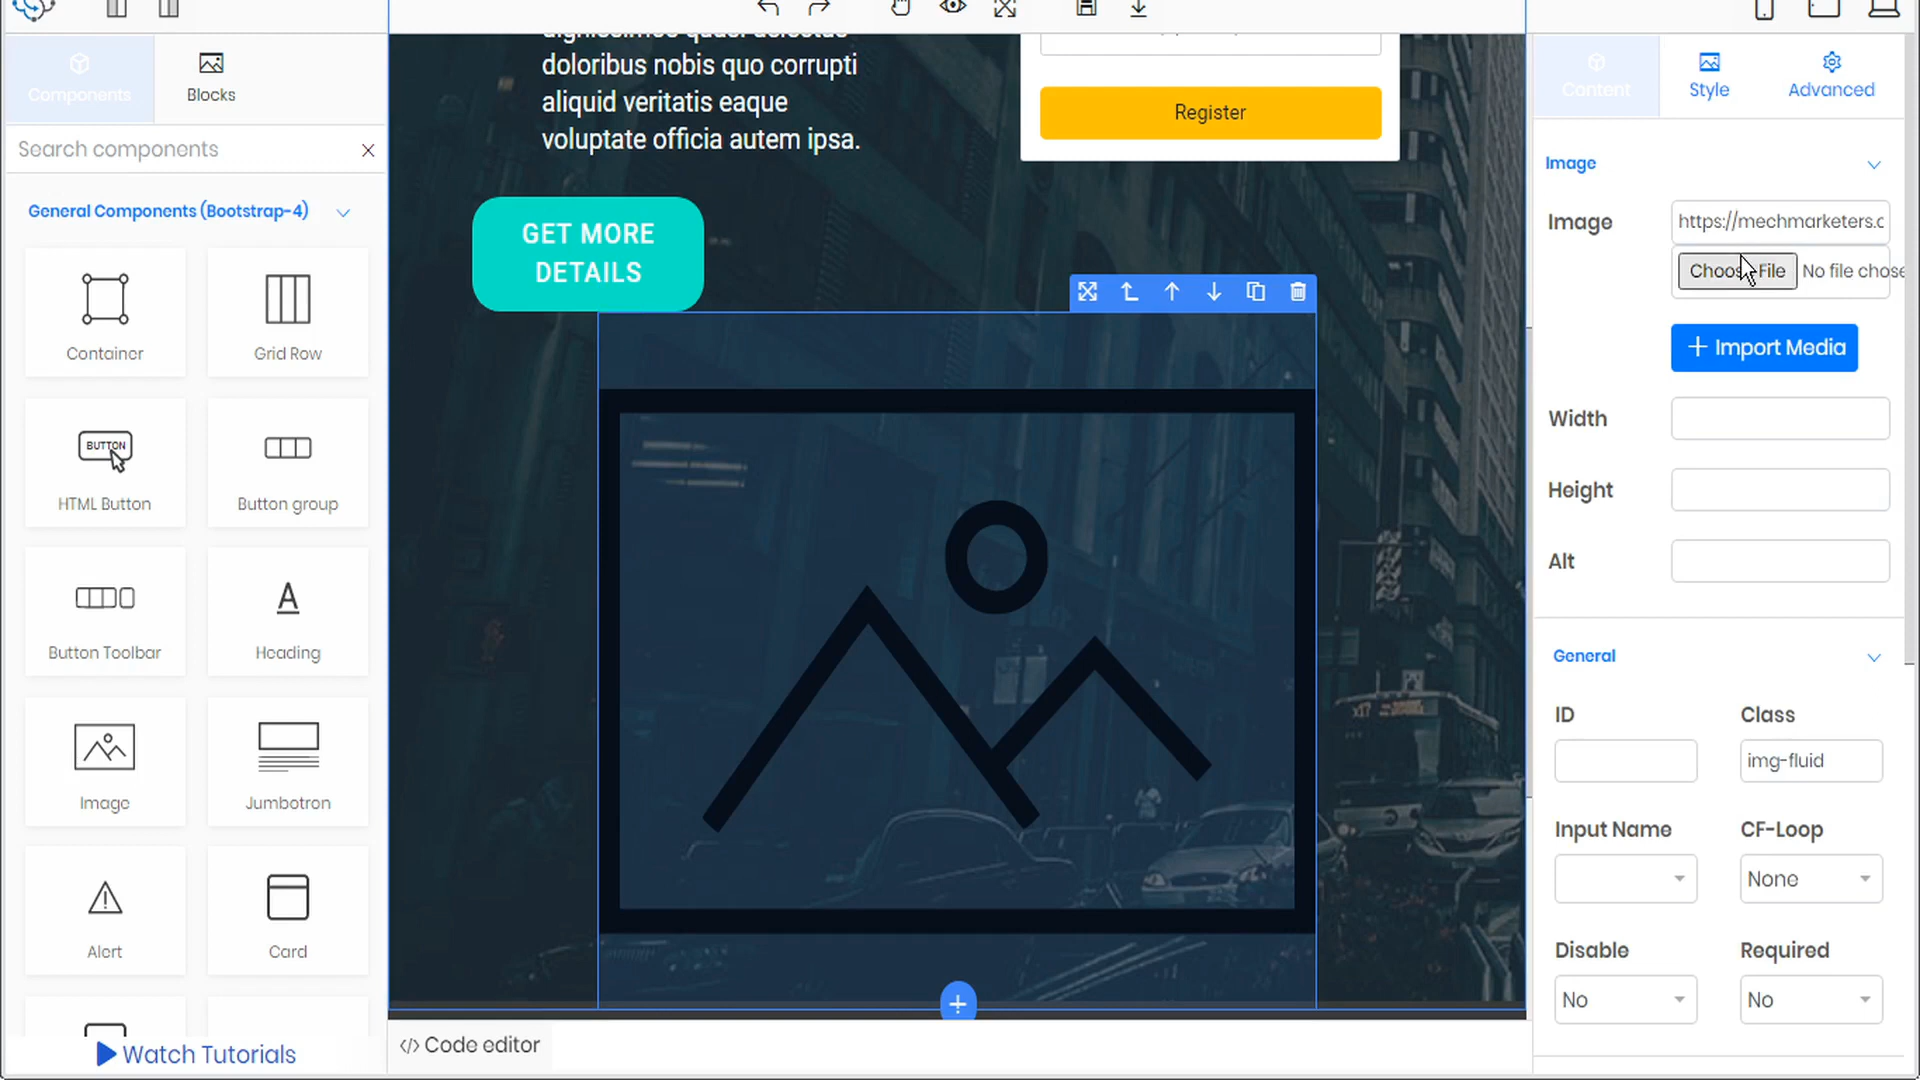 Components
Blocks
Search components
General Components (Bootstrap-4)
Container
Grid Row
BUTTON
HTML Button
Button group
Button Toolbar
Heading
Image
Jumbotron
Alert
Card
Watch Tutorials
doloribus nobis quo corrupti
aliquid veritatis eaque
voluptate officia autem ipsa.
Register
GET MORE
DETAILS
</> Code editor
Content
Style
Advanced
Image
Image
https://mechmarketers.c
Choose File No file chose
+ Import Media
Width
Height
Alt
General
ID
Class
img-fluid
Input Name
CF-Loop
None
Disable
Required
No
No